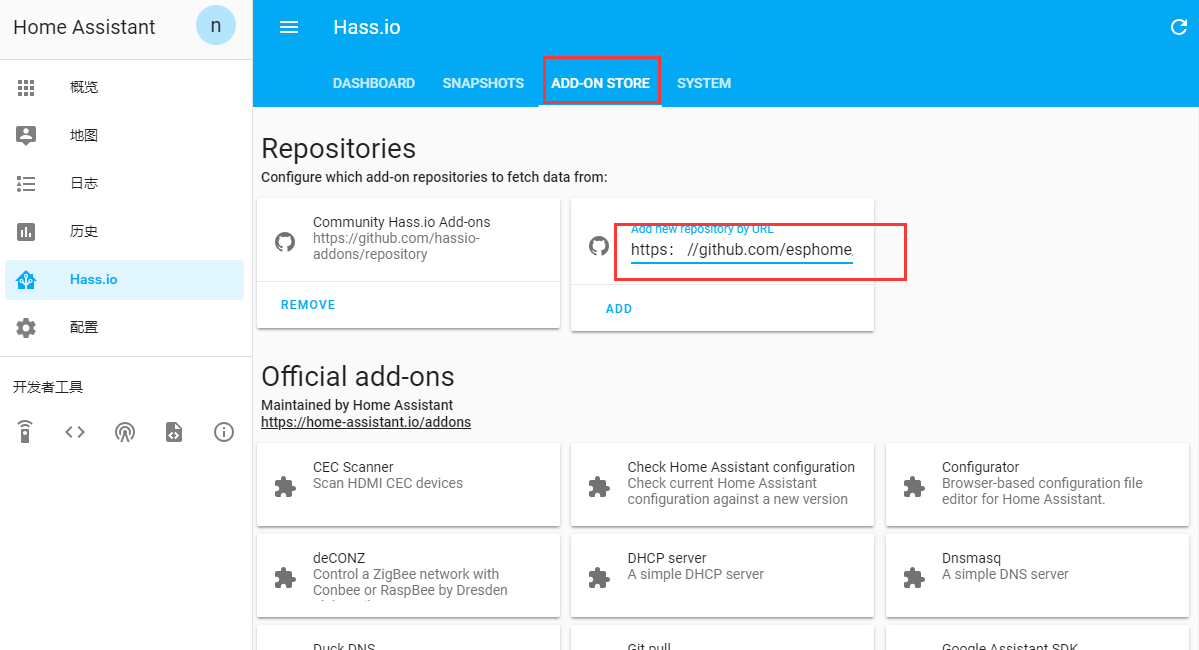 Home Assistant
n
Hass.io
DASHBOARD
SNAPSHOTS
ADD-ON STORE
SYSTEM
概览
地图
日志
历史
Hass.io
配置
开发者工具
Repositories
Configure which add-on repositories to fetch data from:
Community Hass.io Add-ons
https://github.com/hassio-
addons/repository
REMOVE
Add new repository by URL
https： //github.com/esphome
ADD
Official add-ons
Maintained by Home Assistant
https://home-assistant.io/addons
CEC Scanner
Scan HDMI CEC devices
Check Home Assistant configuration
Check current Home Assistant
configuration against a new version
Configurator
Browser-based configuration file
editor for Home Assistant.
deCONZ
Control a ZigBee network with
Conbee or RaspBee by Dresden
DHCP server
A simple DHCP server
Dnsmasq
A simple DNS server
Duck DNS
Git pull
Google Assistant SDK